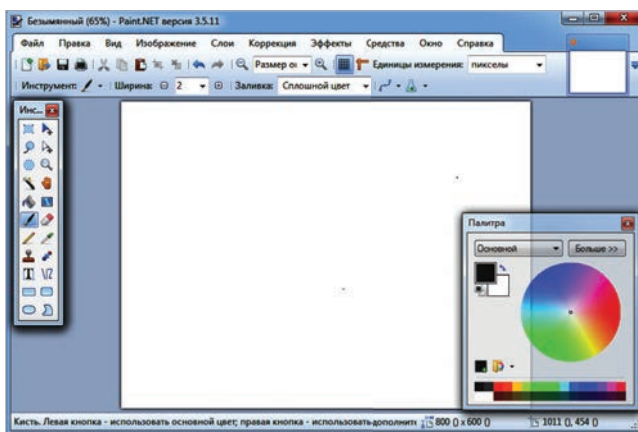 Безымянный (65%) - Paint.NET версия 3.5.11
Файл Правка Вид Изображение Слои Коррекция Эффекты Средства Окно Справка
Размер Единицы измерения: пикселы
Инструмент: Ширина: 2 Заливка: Сплошной цвет
Инс...
T
Палитра
Основной Больше >>
Кисть. Левая кнопка - использовать основной цвет; правая кнопка - использовать 800 () x 600 () 1011 (), 454 ()